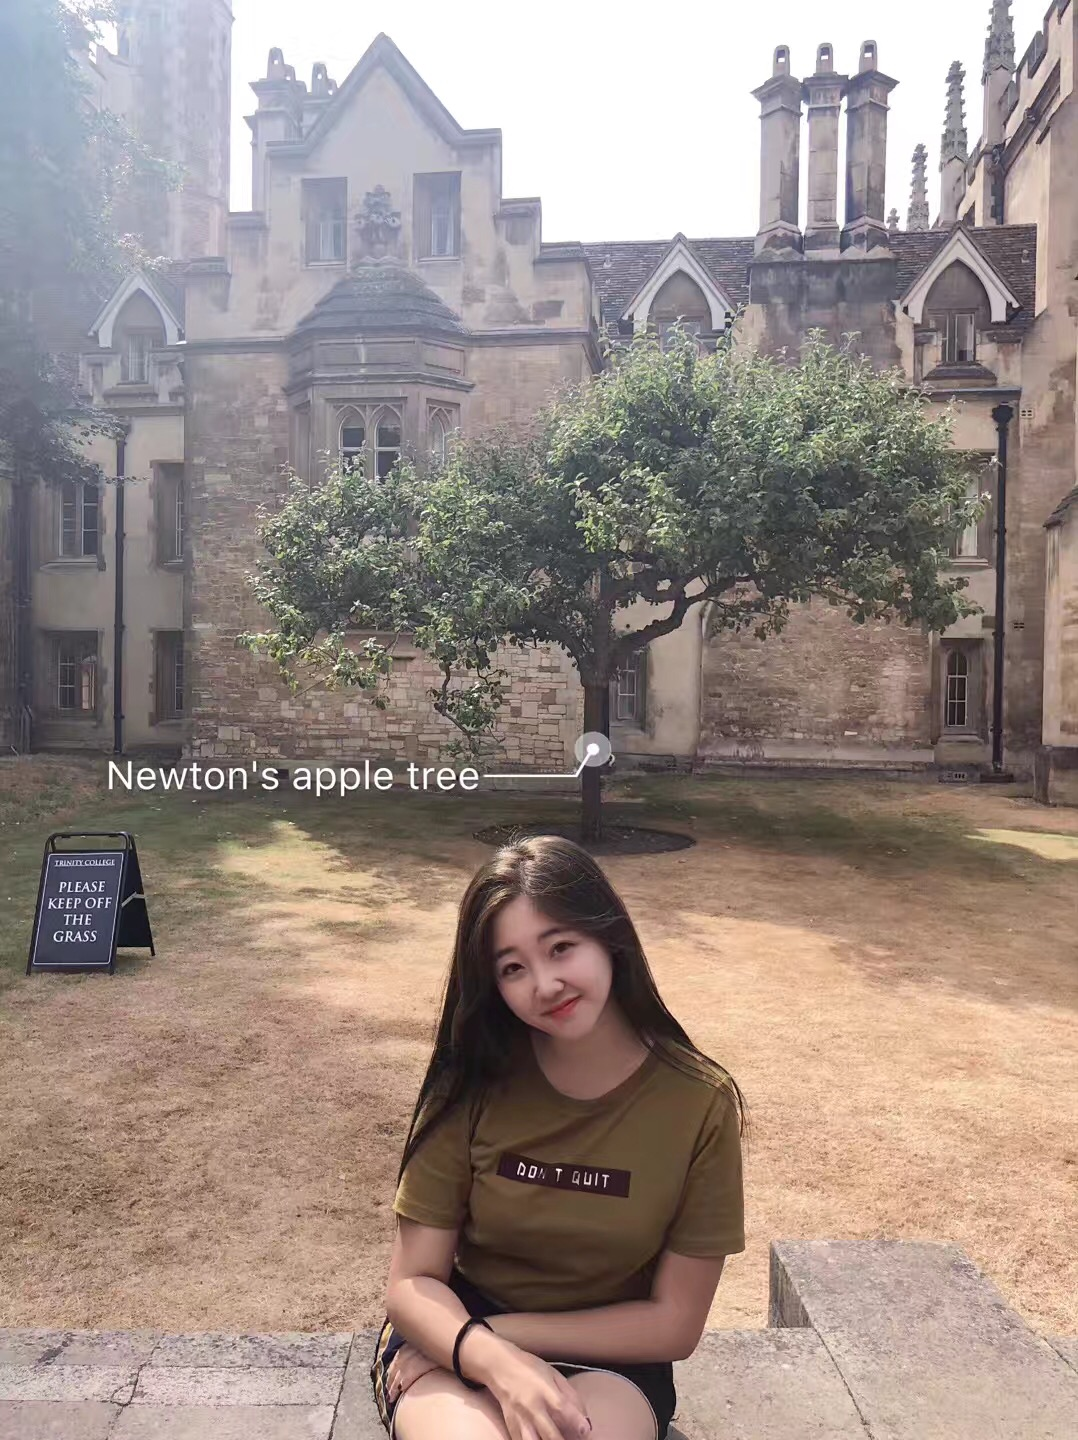 Newton's apple tree
TRINITY COLLEGE
PLEASE
KEEP OFF
THE
GRASS
DON'T QUIT